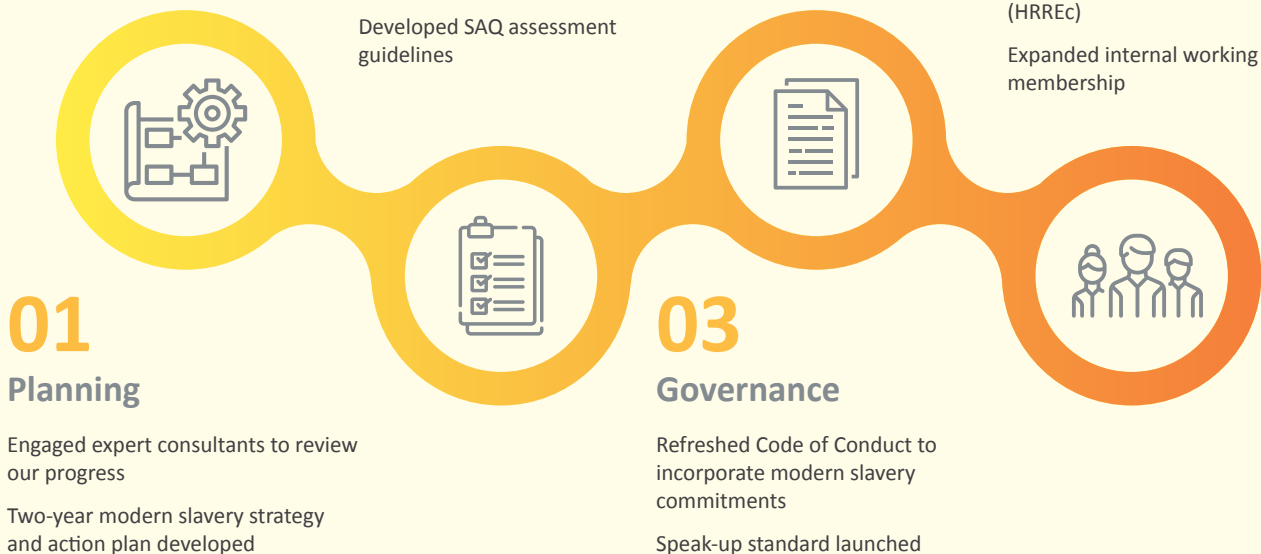 Developed SAQ assessment
guidelines
(HRREc)
Expanded internal working
membership
01
Planning
Engaged expert consultants to review
our progress
Two-year modern slavery strategy
and action plan developed
03
Governance
Refreshed Code of Conduct to
incorporate modern slavery
commitments
Speak-up standard launched